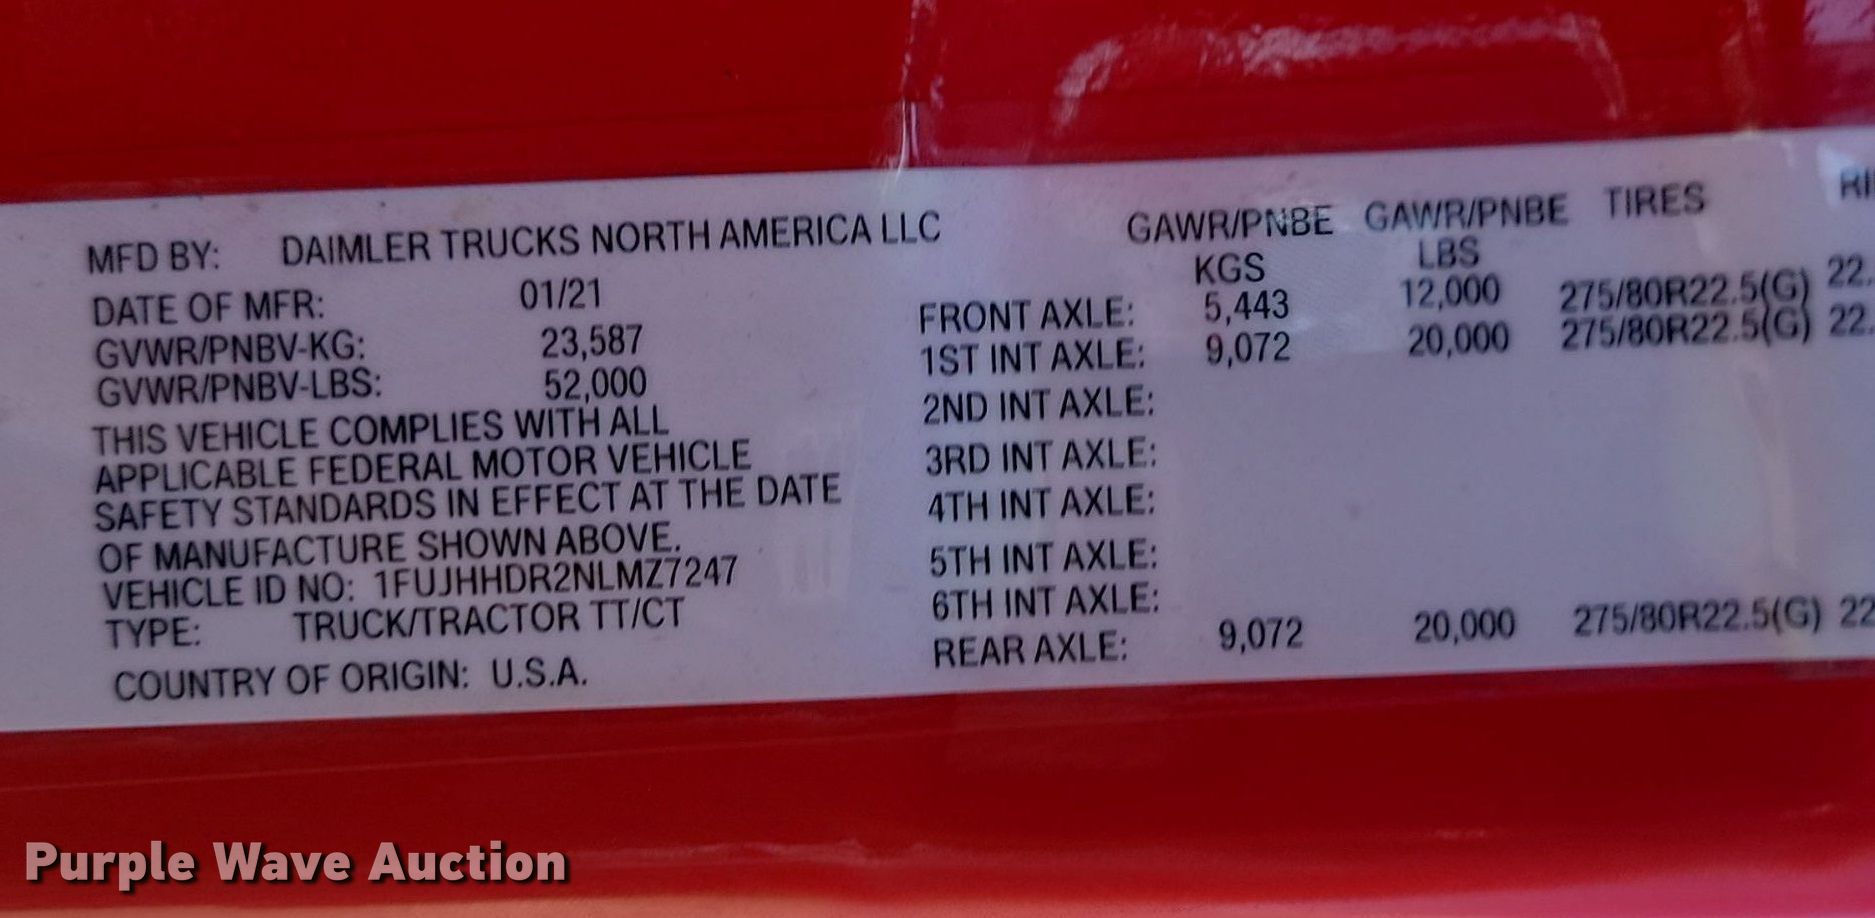 MFD BY: DAIMLER TRUCKS NORTH AMERICA LLC
DATE OF MFR: 01/21
GVWR/PNBV-KG: 23,587
GVWR/PNBV-LBS: 52,000
THIS VEHICLE COMPLIES WITH ALL
APPLICABLE FEDERAL MOTOR VEHICLE
SAFETY STANDARDS IN EFFECT AT THE DATE
OF MANUFACTURE SHOWN ABOVE.
VEHICLE ID NO: 1FUJHHDR2NLMZ7247
TYPE: TRUCK/TRACTOR TT/CT
COUNTRY OF ORIGIN: U.S.A.
GAWR/PNBE GAWR/PNBE TIRES
KGS LBS
FRONT AXLE: 5,443 12,000 275/80R22.5(G) 22.
1ST INT AXLE: 9,072 20,000 275/80R22.5(G) 22.
2ND INT AXLE:
3RD INT AXLE:
4TH INT AXLE:
5TH INT AXLE:
6TH INT AXLE:
REAR AXLE: 9,072 20,000 275/80R22.5(G) 22
Purple Wave Auction